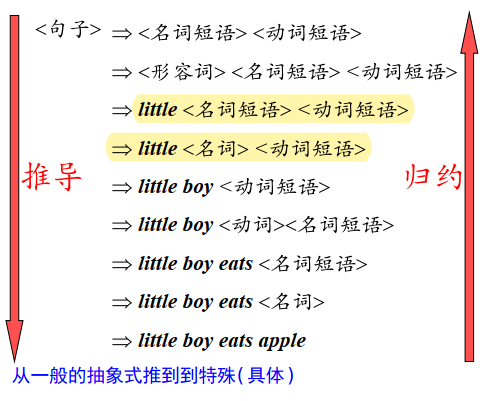 <句子> ⇒ <名词短语> <动词短语>
⇒ <形容词> <名词短语> <动词短语>
⇒ little <名词短语> <动词短语>
⇒ little <名词> <动词短语>
推导
归约
⇒ little boy <动词短语>
⇒ little boy <动词><名词短语>
⇒ little boy eats <名词短语>
⇒ little boy eats <名词>
⇒ little boy eats apple
从一般的抽象式推到到特殊(具体)